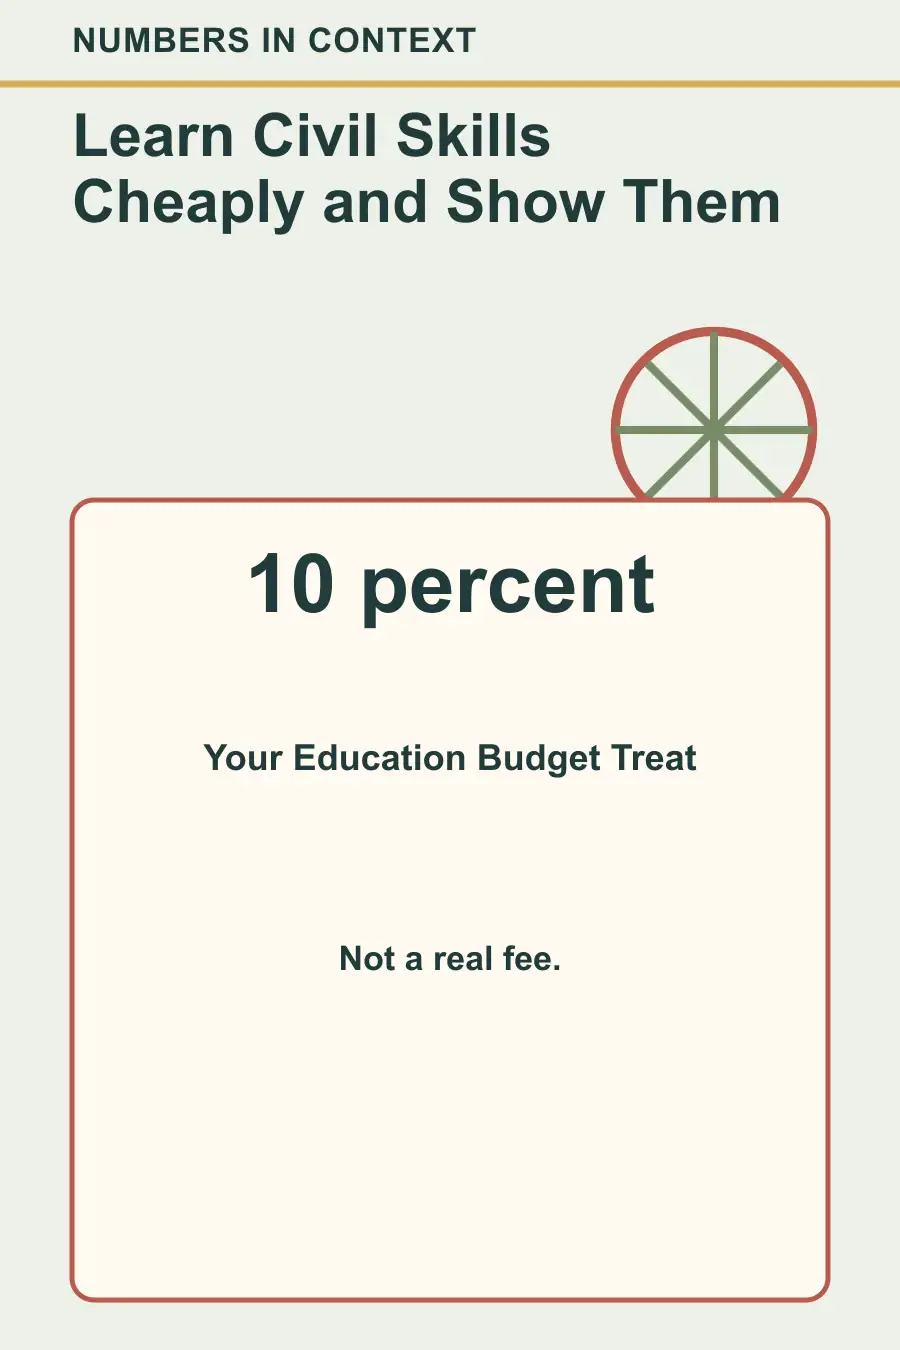 NUMBERS IN CONTEXT
Learn Civil Skills
Cheaply and Show Them
10 percent
Your Education Budget Treat
Not a real fee.